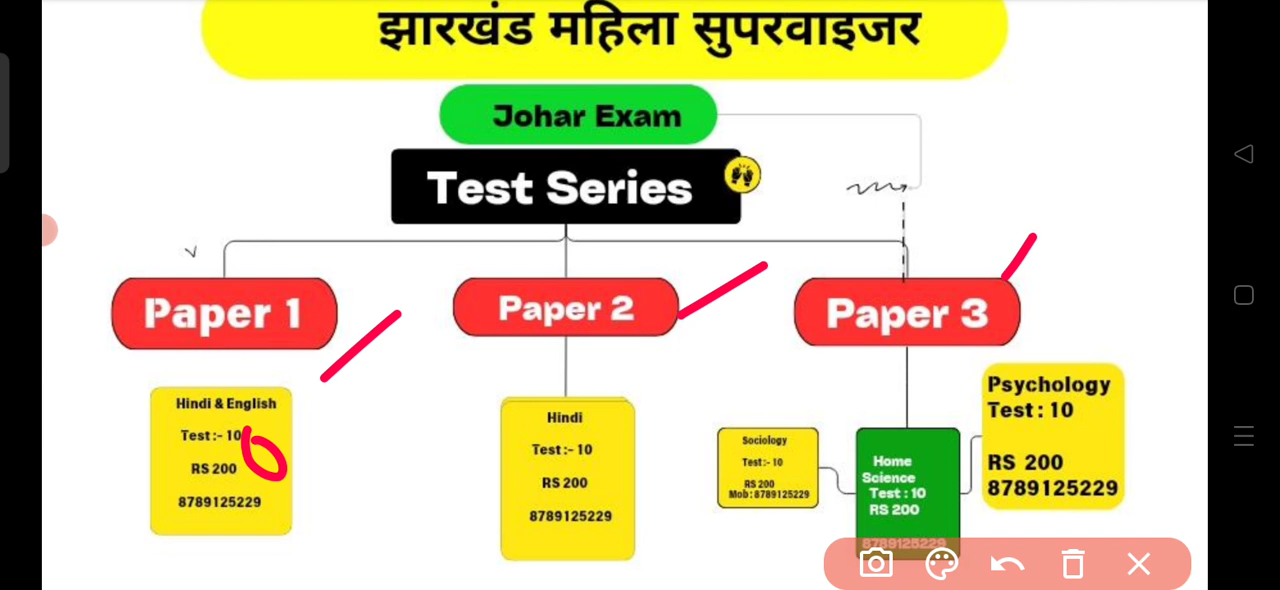 झारखंड महिला सुपरवाइजर
Johar Exam
Test Series
Paper 1
Paper 2
Paper 3
Hindi & English
Test :- 10
RS 200
8789125229
Hindi
Test :- 10
RS 200
8789125229
Sociology
Test :- 10
RS 200
Mob : 8789125229
Home
Science
Test : 10
RS 200
8789125229
Psychology
Test : 10
RS 200
8789125229